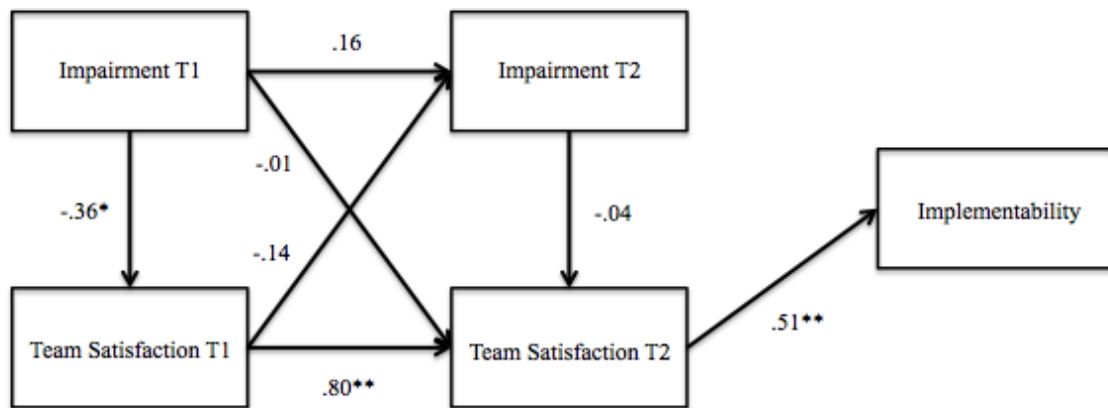 .16
Impairment T1
Impairment T2
-.01
-.36*
-.04
Implementability
-.14
Team Satisfaction T1
Team Satisfaction T2
.51**
.80**